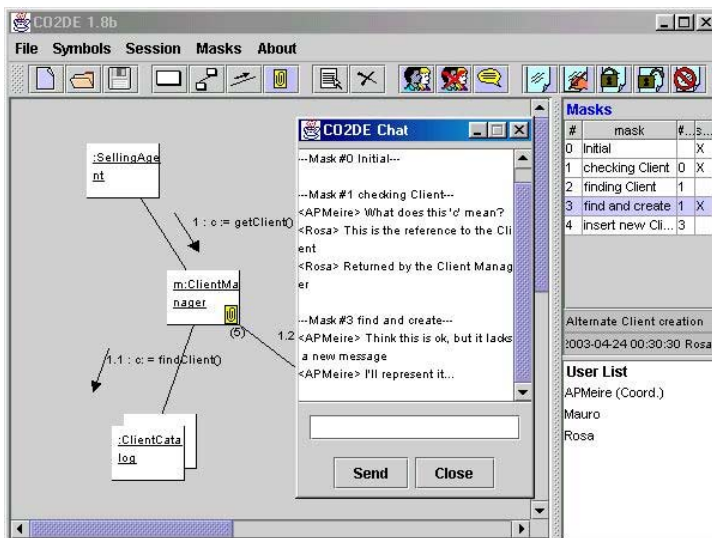 CO2DE 1.8b
File Symbols Session Masks About
:SellingAge
nt
1 : c := getClient()
m:ClientMa
nager
(5)
1.2
1.1 : c: = findClient()
:ClientCata
log
CO2DE Chat
---Mask #0 Initial---
---Mask #1 checking Client---
<APMeire> What does this 'c' mean?
<Rosa> This is the reference to the Cli
ent
<Rosa> Returned by the Client Manag
er
---Mask #3 find and create---
<APMeire> Think this is ok, but it lacks
a new message
<APMeire> I'll represent it...
Send Close
Masks
# mask #... s...
0 Initial X
1 checking Client 0 X
2 finding Client 1
3 find and create 1 X
4 insert new Cli... 3
Alternate Client creation
2003-04-24 00:30:30 Rosa
User List
APMeire (Coord.)
Mauro
Rosa